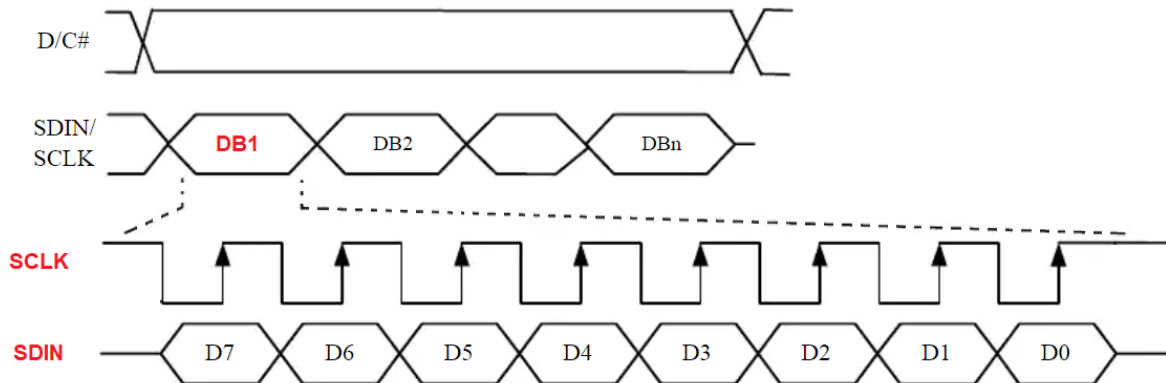 D/C#
SDIN/
SCLK
DB1 DB2 DBn
SCLK
SDIN D7 D6 D5 D4 D3 D2 D1 D0